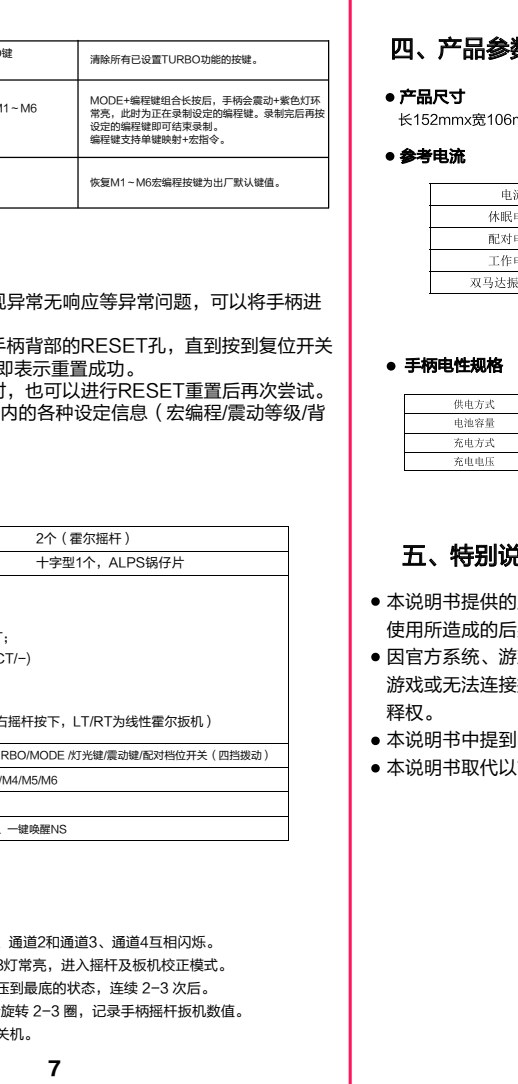 键
清除所有已设置TURBO功能的按键。
M1~M6
MODE+编程键组合长按后，手柄会震动+紫色灯环
常亮，此时为正在录制设定的编程键。录制完后再按
设定的编程键即可结束录制。
编程键支持单键映射+宏指令。
恢复M1~M6宏编程按键为出厂默认键值。
现异常无响应等异常问题，可以将手柄进
手柄背部的RESET孔，直到按到复位开关
即表示重置成功。
时，也可以进行RESET重置后再次尝试。
内的各种设定信息（宏编程/震动等级/背
2个（霍尔摇杆）
十字型1个，ALPS锅仔片
T；
CT/-)
右摇杆按下，LT/RT为线性霍尔扳机）
RBO/MODE /灯光键/震动键/配对档位开关（四挡拨动）
/M4/M5/M6
一键唤醒NS
通道2和通道3、通道4互相闪烁。
3灯常亮，进入摇杆及板机校正模式。
压到最底的状态，连续 2-3 次后。
旋转 2-3 圈，记录手柄摇杆扳机数值。
关机。
7
四、产品参数
● 产品尺寸
长152mmx宽106m
● 参考电流
电流
休眠电
配对电
工作电
双马达振
● 手柄电性规格
供电方式
电池容量
充电方式
充电电压
五、特别说
● 本说明书提供的
使用所造成的后
● 因官方系统、游
游戏或无法连接
释权。
● 本说明书中提到
● 本说明书取代以